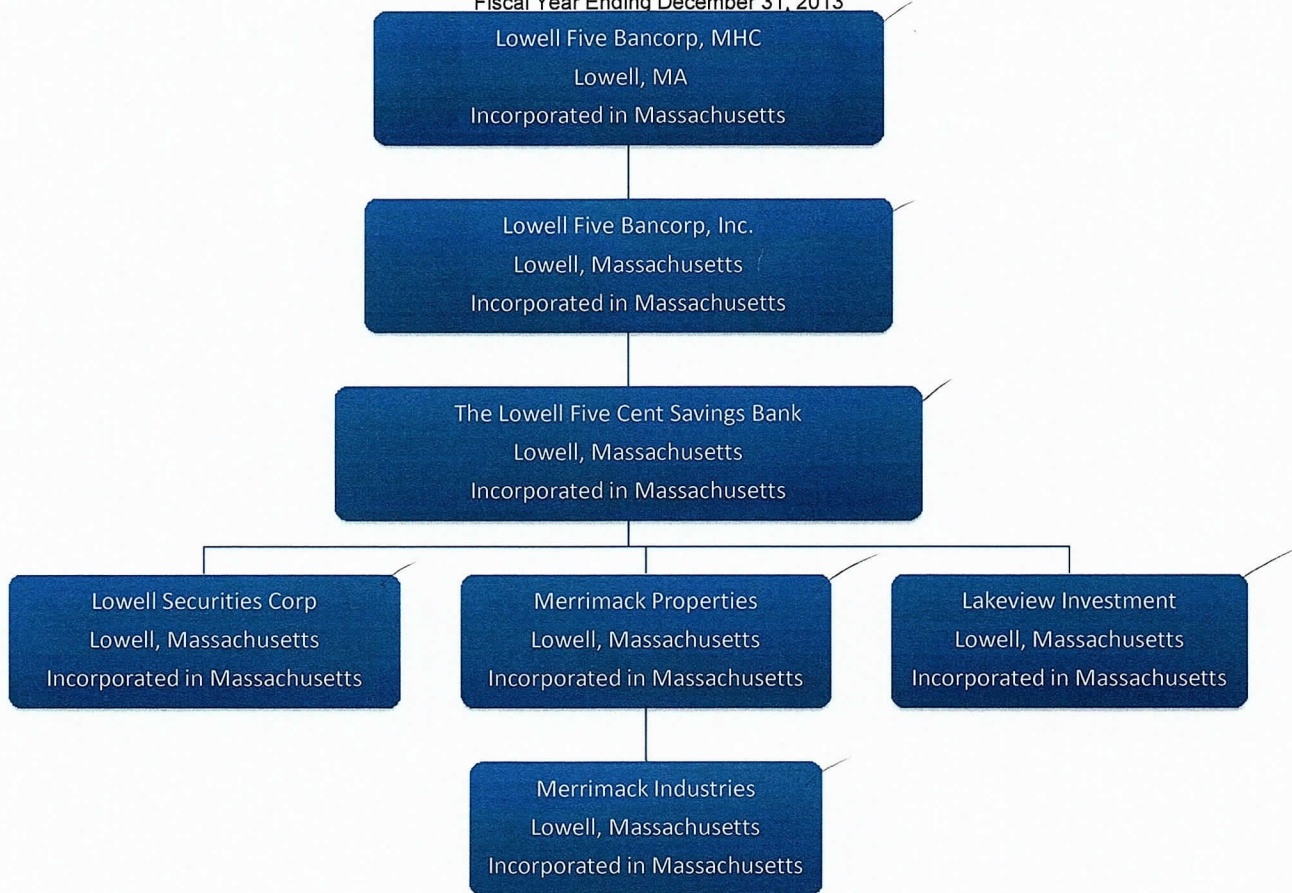 Fiscal Year Ending December 31, 2013
Lowell Five Bancorp, MHC
Lowell, MA
Incorporated in Massachusetts
Lowell Five Bancorp, Inc.
Lowell, Massachusetts
Incorporated in Massachusetts
The Lowell Five Cent Savings Bank
Lowell, Massachusetts
Incorporated in Massachusetts
Lowell Securities Corp
Lowell, Massachusetts
Incorporated in Massachusetts
Merrimack Properties
Lowell, Massachusetts
Incorporated in Massachusetts
Lakeview Investment
Lowell, Massachusetts
Incorporated in Massachusetts
Merrimack Industries
Lowell, Massachusetts
Incorporated in Massachusetts